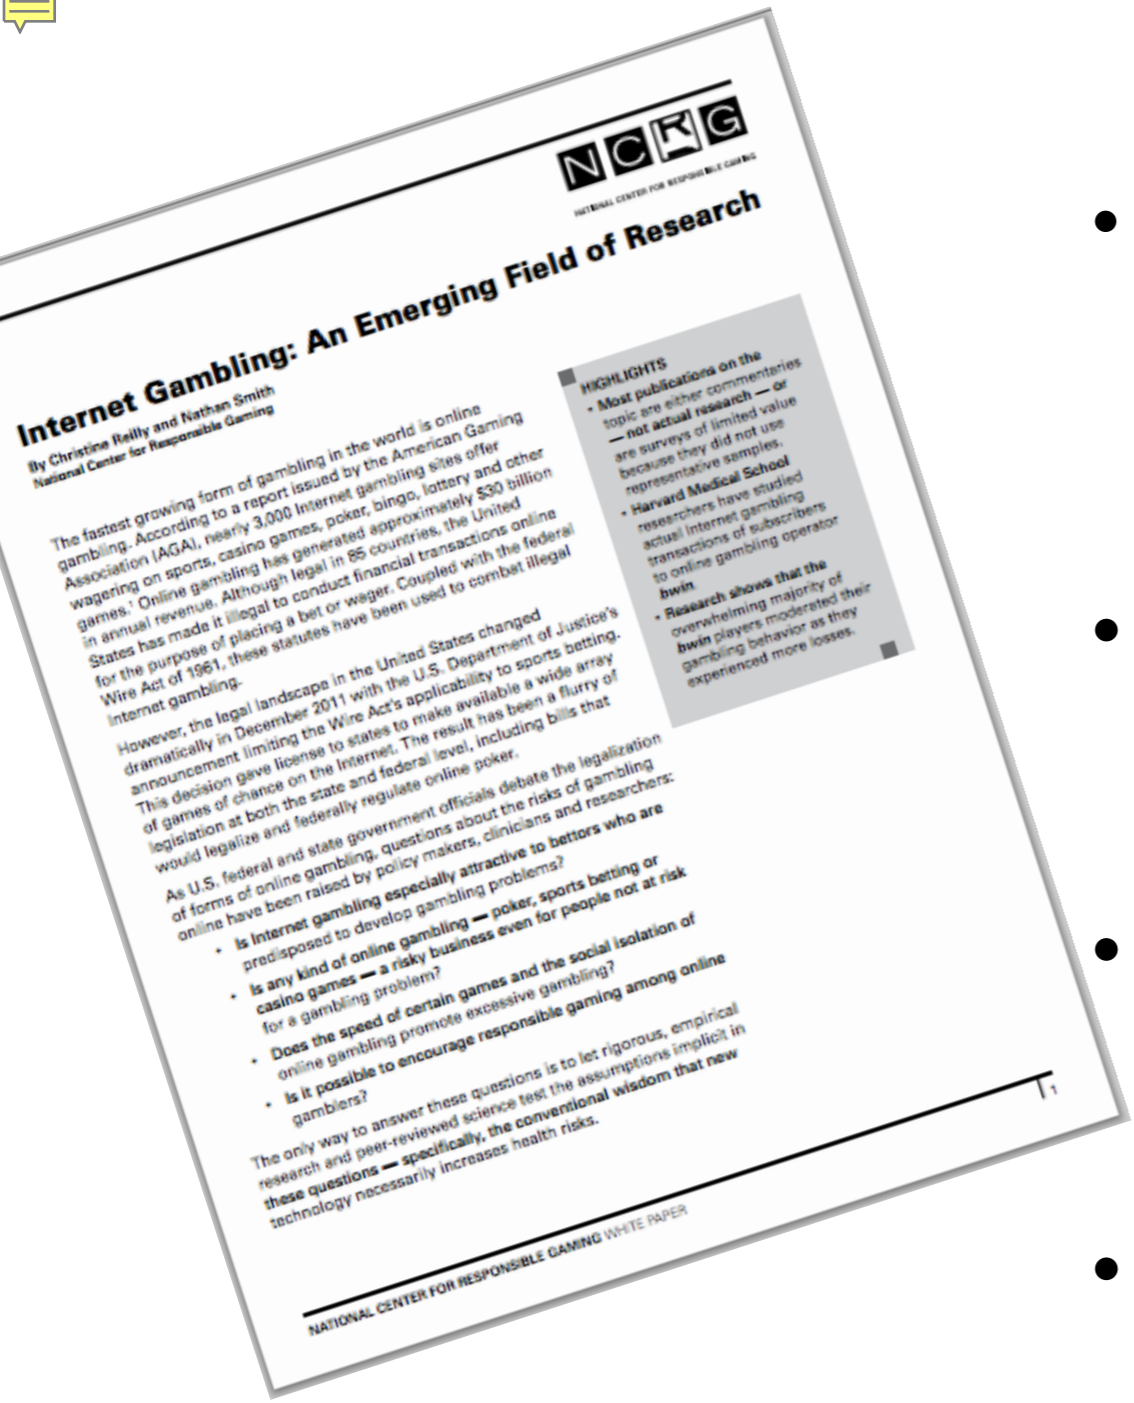 NCRG
NATIONAL CENTER FOR RESPONSIBLE GAMING
Internet Gambling: An Emerging Field of Research
By Christine Reilly and Nathan Smith
National Center for Responsible Gaming
The fastest growing form of gambling in the world is online
gambling. According to a report issued by the American Gaming
Association (AGA), nearly 3,000 Internet gambling sites offer
wagering on sports, casino games, poker, bingo, lottery and other
games.¹ Online gambling has generated approximately $30 billion
in annual revenue. Although legal in 85 countries, the United
States has made it illegal to conduct financial transactions online
for the purpose of placing a bet or wager. Coupled with the federal
Wire Act of 1961, these statutes have been used to combat illegal
Internet gambling.
However, the legal landscape in the United States changed
dramatically in December 2011 with the U.S. Department of Justice's
announcement limiting the Wire Act's applicability to sports betting.
This decision gave license to states to make available a wide array
of games of chance on the Internet. The result has been a flurry of
legislation at both the state and federal level, including bills that
would legalize and federally regulate online poker.
As U.S. federal and state government officials debate the legalization
of forms of online gambling, questions about the risks of gambling
online have been raised by policy makers, clinicians and researchers:
• Is Internet gambling especially attractive to bettors who are
predisposed to develop gambling problems?
• Is any kind of online gambling — poker, sports betting or
casino games — a risky business even for people not at risk
for a gambling problem?
• Does the speed of certain games and the social isolation of
online gambling promote excessive gambling?
• Is it possible to encourage responsible gaming among online
gamblers?
The only way to answer these questions is to let rigorous, empirical
research and peer-reviewed science test the assumptions implicit in
these questions — specifically, the conventional wisdom that new
technology necessarily increases health risks.
HIGHLIGHTS
• Most publications on the
topic are either commentaries
— not actual research — or
are surveys of limited value
because they did not use
representative samples.
• Harvard Medical School
researchers have studied
actual Internet gambling
transactions of subscribers
to online gambling operator
bwin.
• Research shows that the
overwhelming majority of
bwin players moderated their
gambling behavior as they
experienced more losses.
1
NATIONAL CENTER FOR RESPONSIBLE GAMING WHITE PAPER